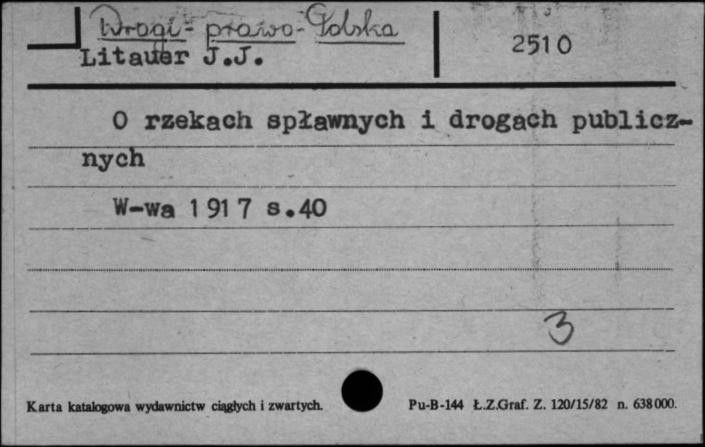 Drogi - prawo - Polska
Litauer J.J.
2510
O rzekach spławnych i drogach publicz-
nych
W-wa 1917 s.40
3
Karta katalogowa wydawnictw ciągłych i zwartych. Pu-B-144 Ł.Z.Graf. Z. 120/15/82 n. 638000.